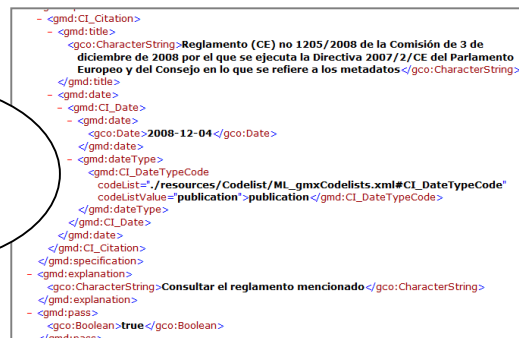 - <gmd:CI_Citation>
- <gmd:title>
<gco:CharacterString>Reglamento (CE) no 1205/2008 de la Comisión de 3 de
diciembre de 2008 por el que se ejecuta la Directiva 2007/2/CE del Parlamento
Europeo y del Consejo en lo que se refiere a los metadatos</gco:CharacterString>
</gmd:title>
- <gmd:date>
- <gmd:CI_Date>
- <gmd:date>
<gco:Date>2008-12-04</gco:Date>
</gmd:date>
- <gmd:dateType>
<gmd:CI_DateTypeCode
codeList="./resources/Codelist/ML_gmxCodelists.xml#CI_DateTypeCode"
codeListValue="publication">publication</gmd:CI_DateTypeCode>
</gmd:dateType>
</gmd:CI_Date>
</gmd:date>
</gmd:CI_Citation>
</gmd:specification>
- <gmd:explanation>
<gco:CharacterString>Consultar el reglamento mencionado</gco:CharacterString>
</gmd:explanation>
- <gmd:pass>
<gco:Boolean>true</gco:Boolean>
</gmd:pass>